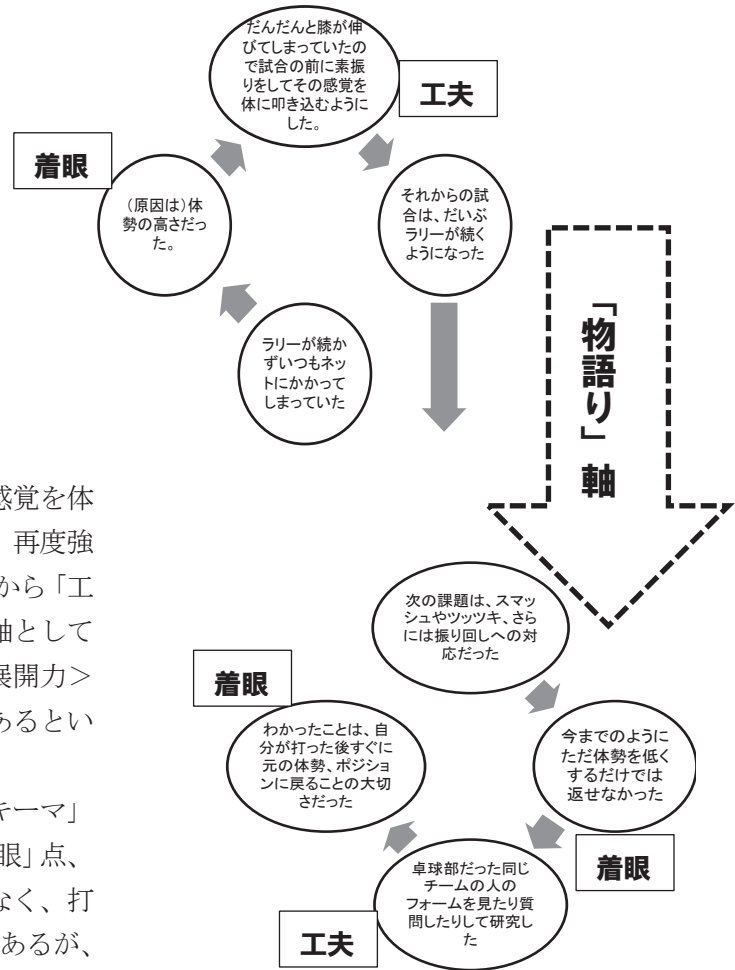 だんだんと膝が伸
びてしまっていたの
で試合の前に素振
りをしてその感覚を
体に叩き込むように
した。
工夫
着眼
(原因は)体
勢の高さだっ
た。
それからの試
合は、だいぶ
ラリーが続く
ようになった
ラリーが続か
ずいつもネッ
トにかかって
しまっていた
「物語り」軸
感覚を体
再度強
から「工
軸として
展開力>
あるとい
キーマ」
眼」点、
なく、打
あるが、
次の課題は、スマッ
シュやツッツキ、さら
には振り回しへの対
応だった
着眼
わかったことは、自
分が打った後すぐに
元の体勢、ポジショ
ンに戻ることの大切
さだった
今までのように
ただ体勢を低く
するだけでは
返せなかった
着眼
卓球部だった同じ
チームの人の
フォームを見たり質
問したりして研究し
た
工夫